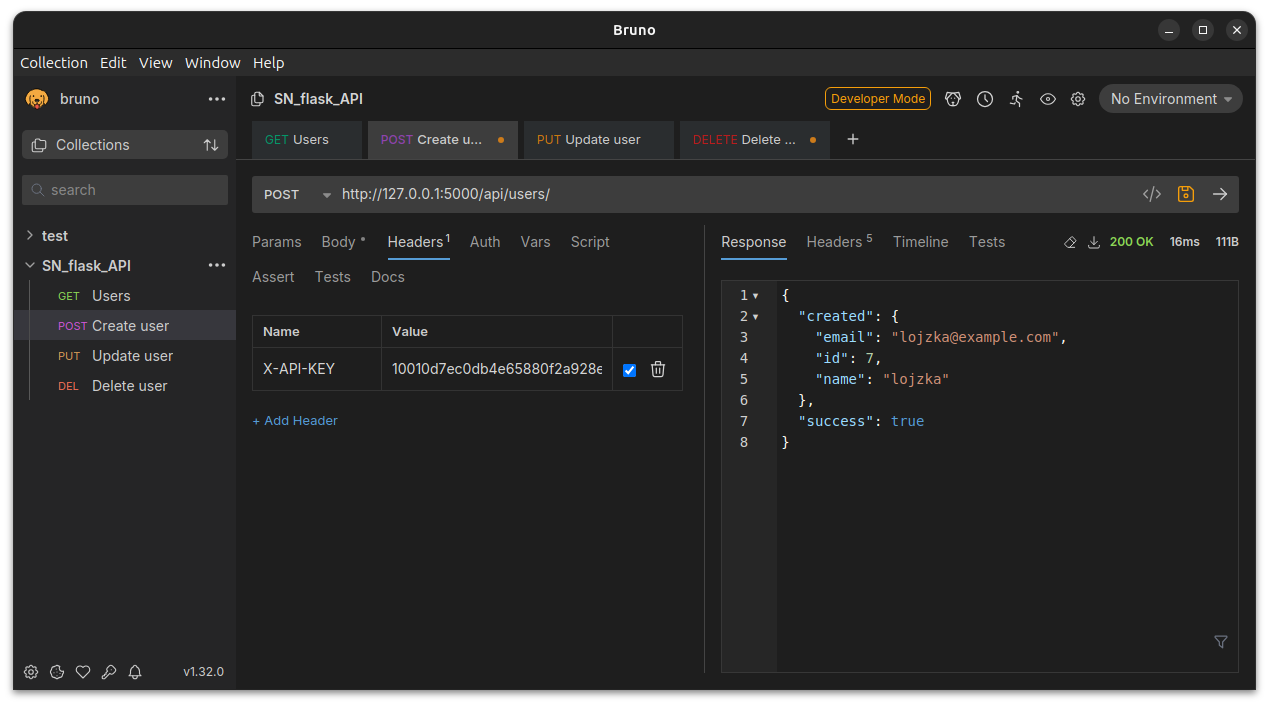 Bruno
Collection Edit View Window Help
bruno
Collections
search
test
SN_flask_API
GET Users
POST Create user
PUT Update user
DEL Delete user
v1.32.0
SN_flask_API
Developer Mode
No Environment
GET Users
POST Create u...
PUT Update user
DELETE Delete ...
+
POST http://127.0.0.1:5000/api/users/
</>
Params Body Headers 1 Auth Vars Script
Assert Tests Docs
Name Value
X-API-KEY 10010d7ec0db4e65880f2a928e
+ Add Header
Response Headers 5 Timeline Tests 200 OK 16ms 111B
1 {
2 "created": {
3 "email": "lojzka@example.com",
4 "id": 7,
5 "name": "lojzka"
6 },
7 "success": true
8 }